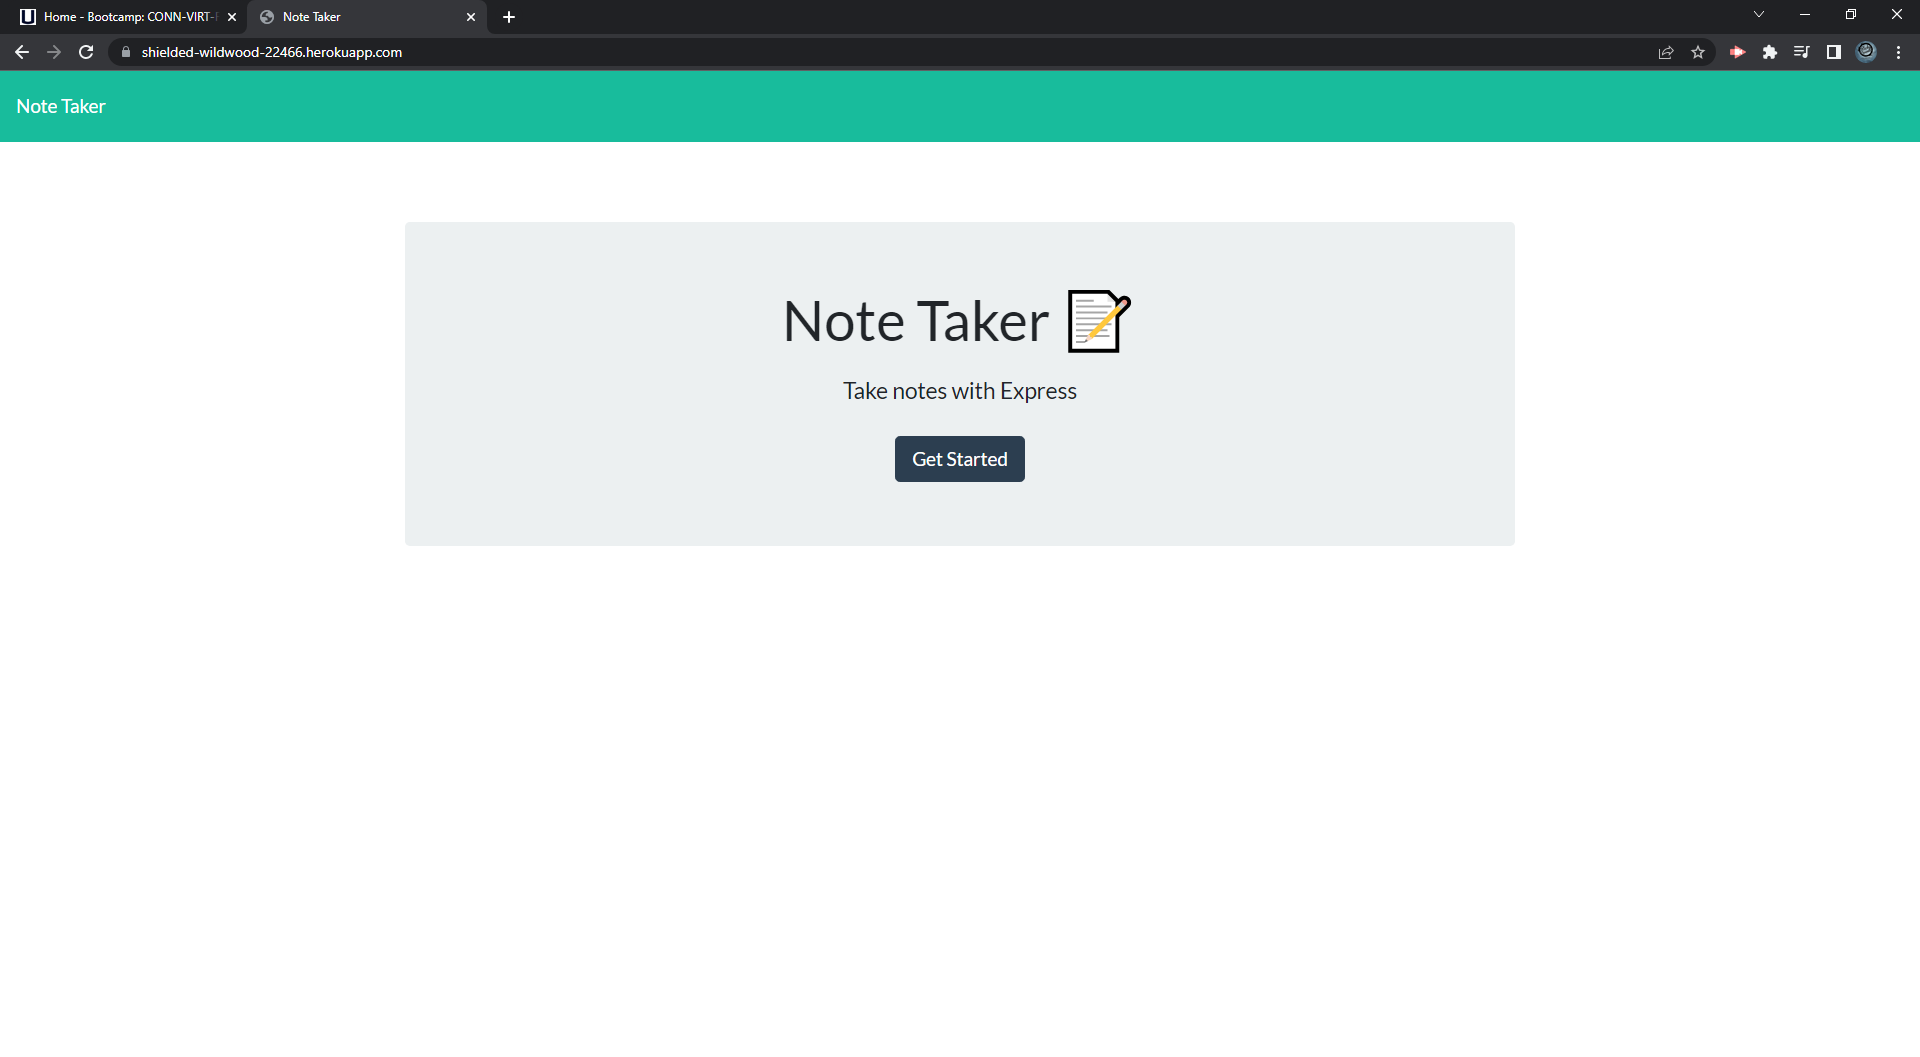 Home - Bootcamp: CONN-VIRT-
Note Taker
shielded-wildwood-22466.herokuapp.com
Note Taker
Note Taker
Take notes with Express
Get Started